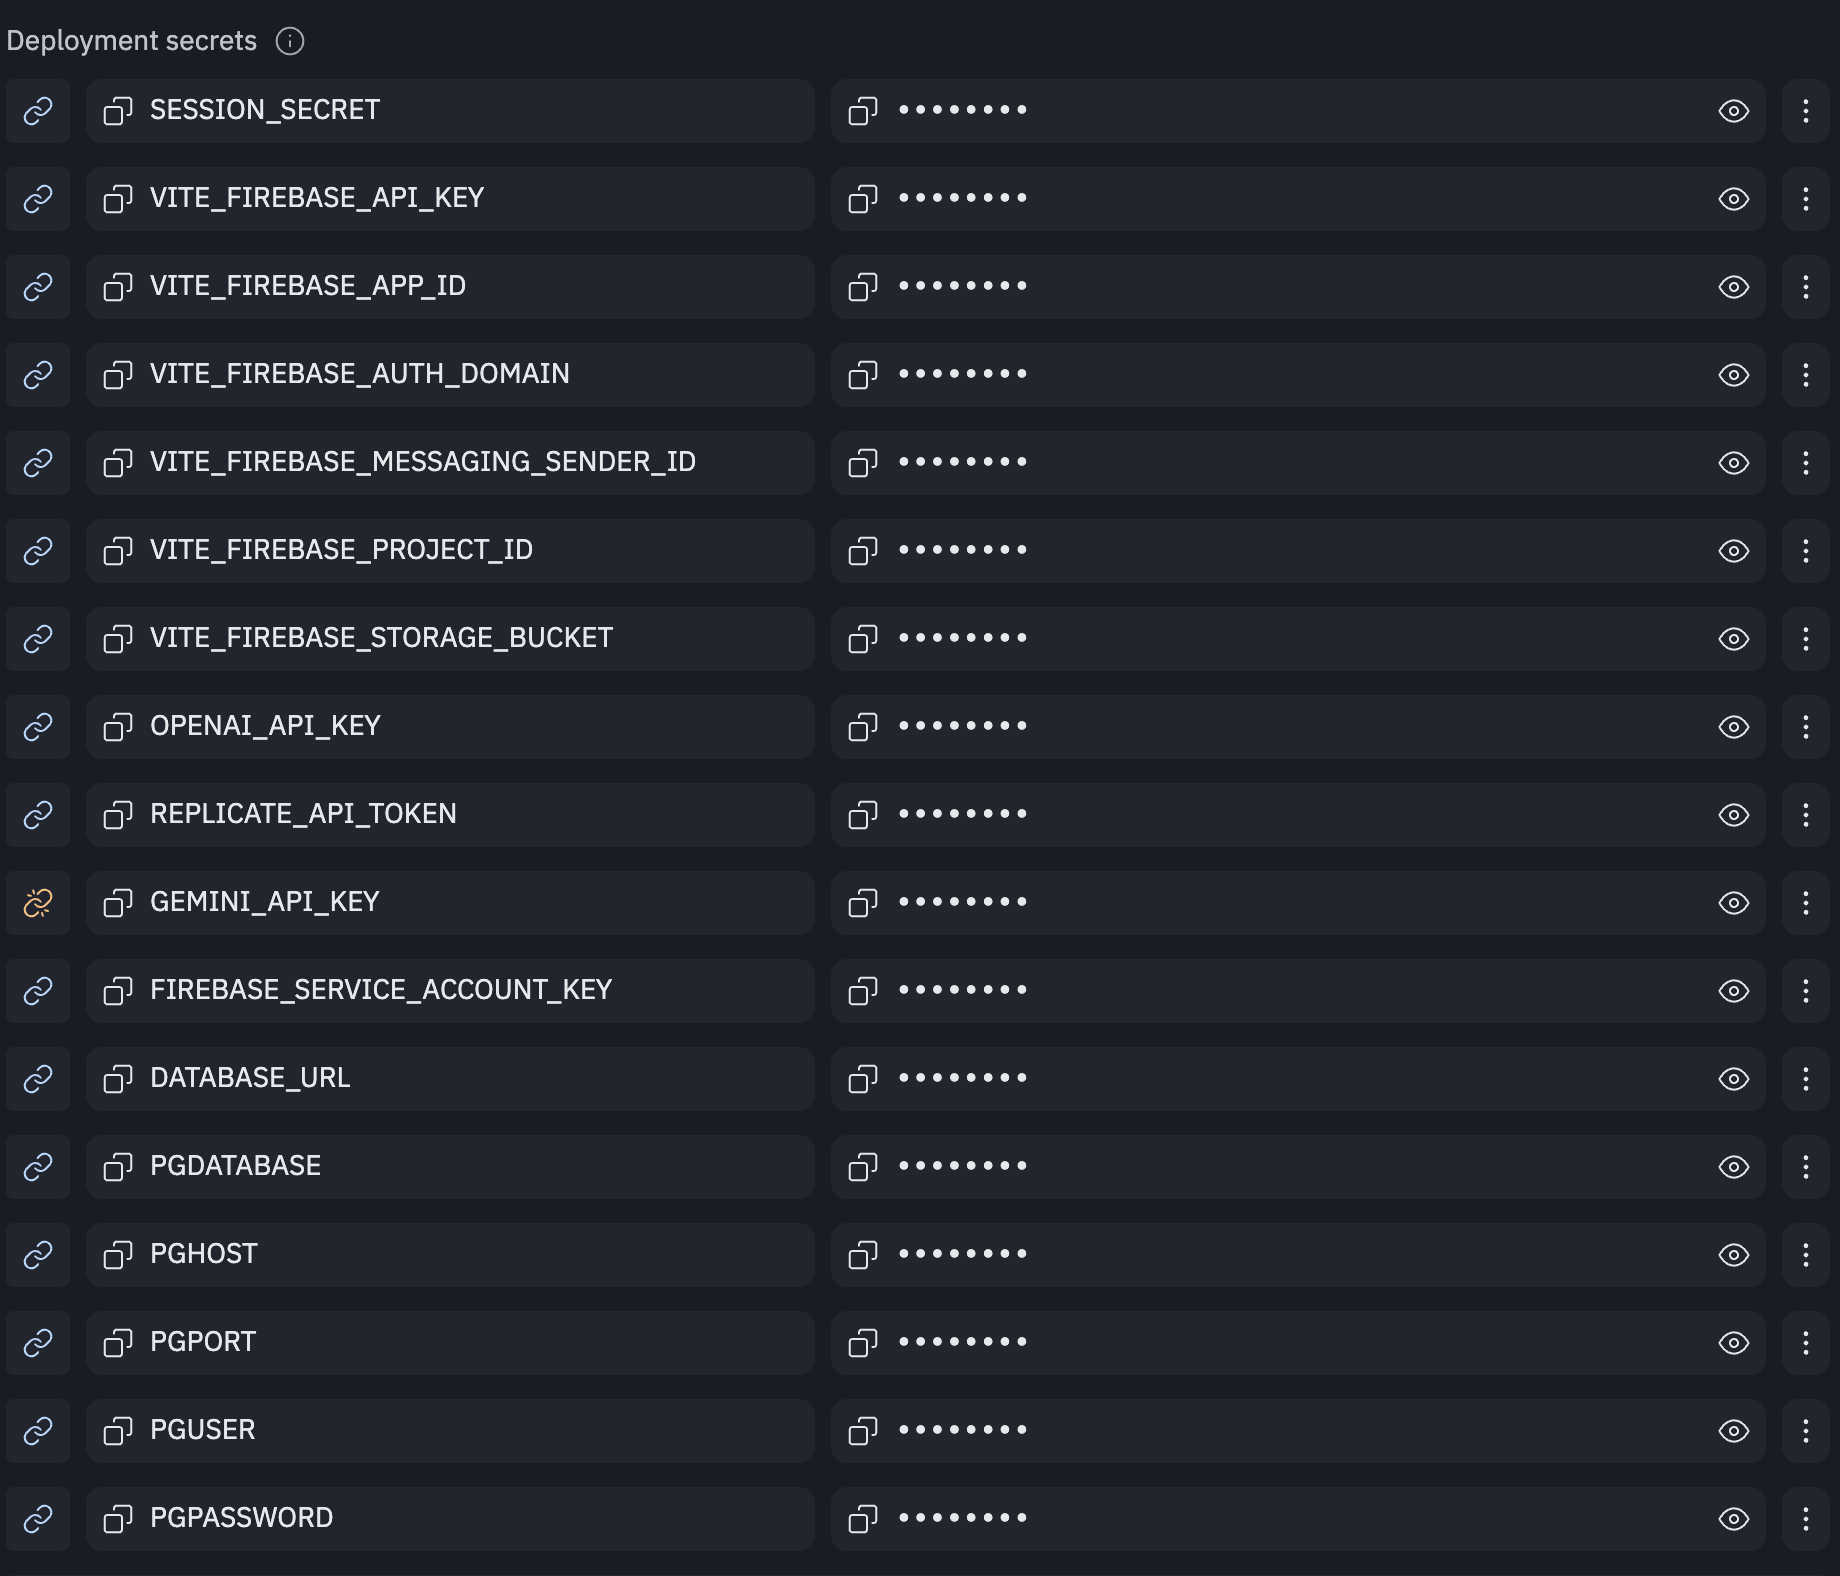 Deployment secrets
SESSION_SECRET ••••••••
VITE_FIREBASE_API_KEY ••••••••
VITE_FIREBASE_APP_ID ••••••••
VITE_FIREBASE_AUTH_DOMAIN ••••••••
VITE_FIREBASE_MESSAGING_SENDER_ID ••••••••
VITE_FIREBASE_PROJECT_ID ••••••••
VITE_FIREBASE_STORAGE_BUCKET ••••••••
OPENAI_API_KEY ••••••••
REPLICATE_API_TOKEN ••••••••
GEMINI_API_KEY ••••••••
FIREBASE_SERVICE_ACCOUNT_KEY ••••••••
DATABASE_URL ••••••••
PGDATABASE ••••••••
PGHOST ••••••••
PGPORT ••••••••
PGUSER ••••••••
PGPASSWORD ••••••••